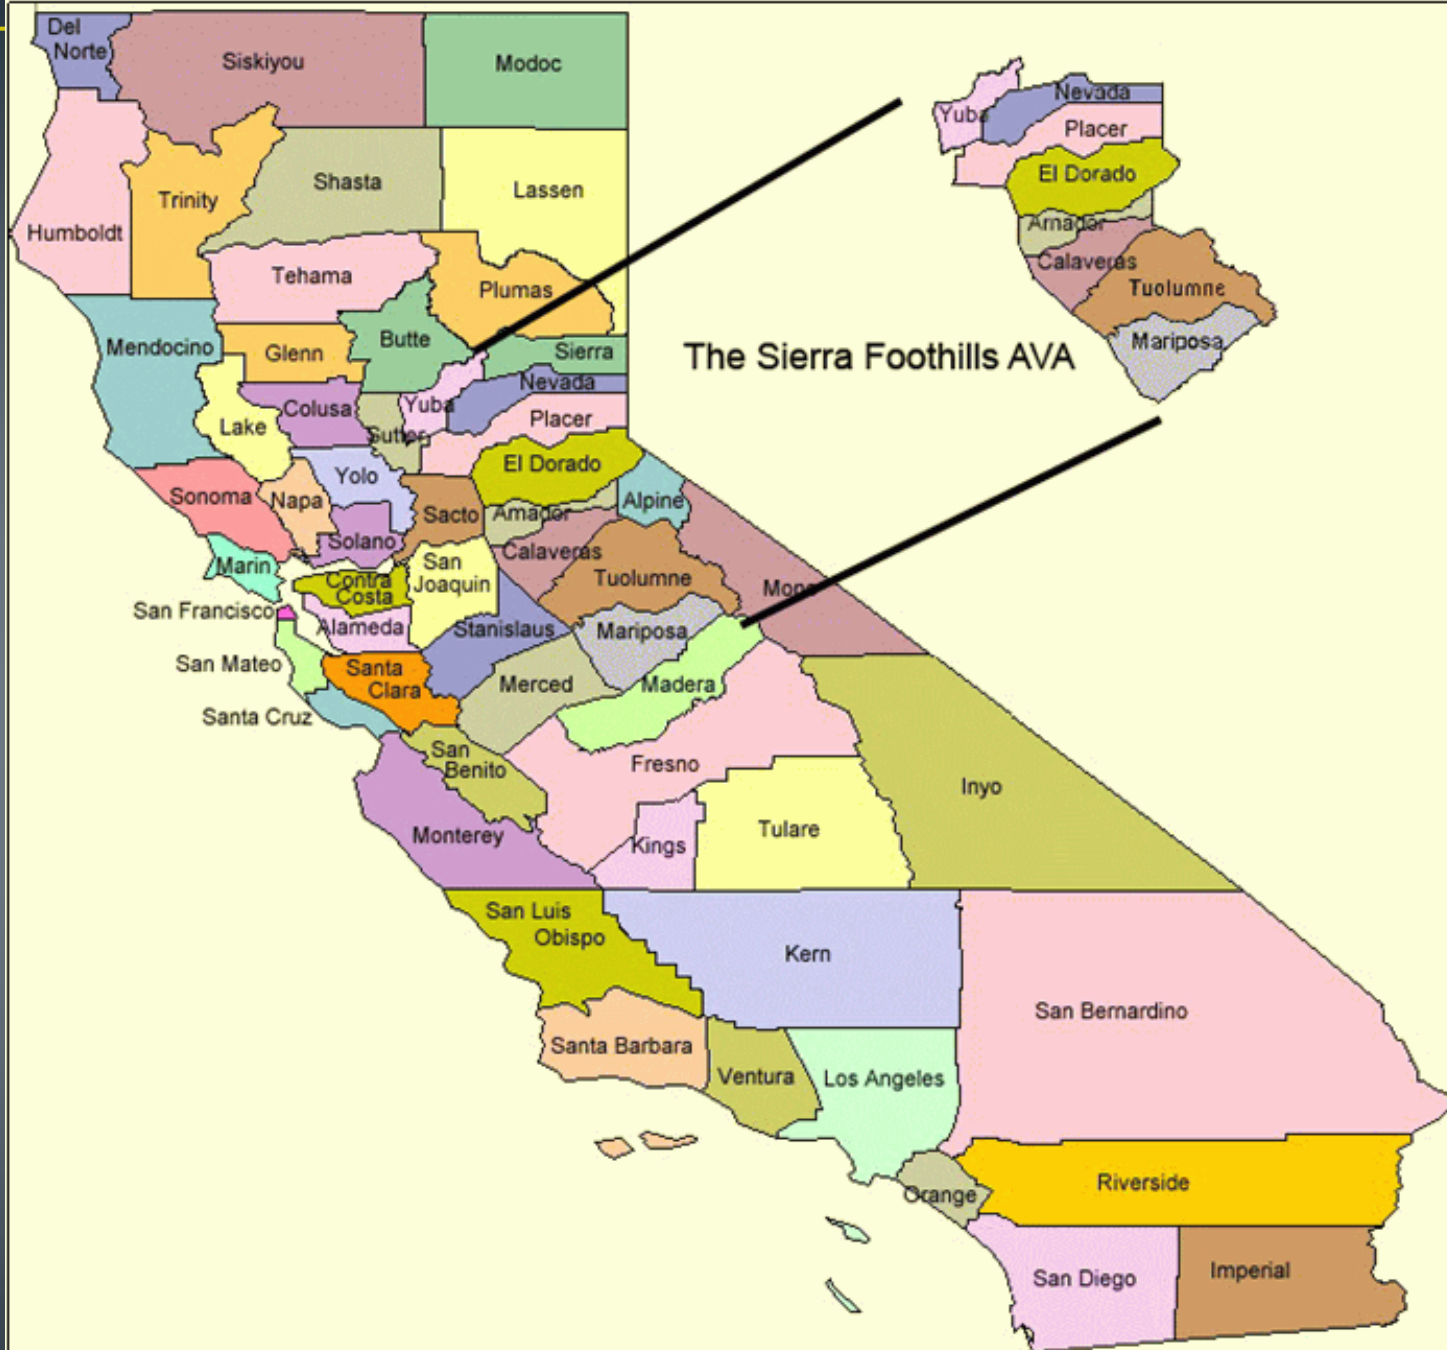 Del
Norte
Siskiyou
Modoc
Humboldt
Trinity
Shasta
Lassen
Tehama
Plumas
Mendocino
Glenn
Butte
Sierra
Lake
Colusa
Sutter
Yuba
Nevada
Placer
Sonoma
Napa
Yolo
Sacto
El Dorado
Amador
Alpine
Marin
Solano
Contra
Costa
San
Joaquin
Calaveras
Tuolumne
Mono
San Francisco
Alameda
Stanislaus
Mariposa
San Mateo
Santa
Clara
Merced
Madera
Santa Cruz
San
Benito
Fresno
Inyo
Monterey
Kings
Tulare
San Luis
Obispo
Kern
San Bernardino
Santa Barbara
Ventura
Los Angeles
Orange
Riverside
San Diego
Imperial
Yuba
Nevada
Placer
El Dorado
Amador
Calaveras
Tuolumne
Mariposa
The Sierra Foothills AVA